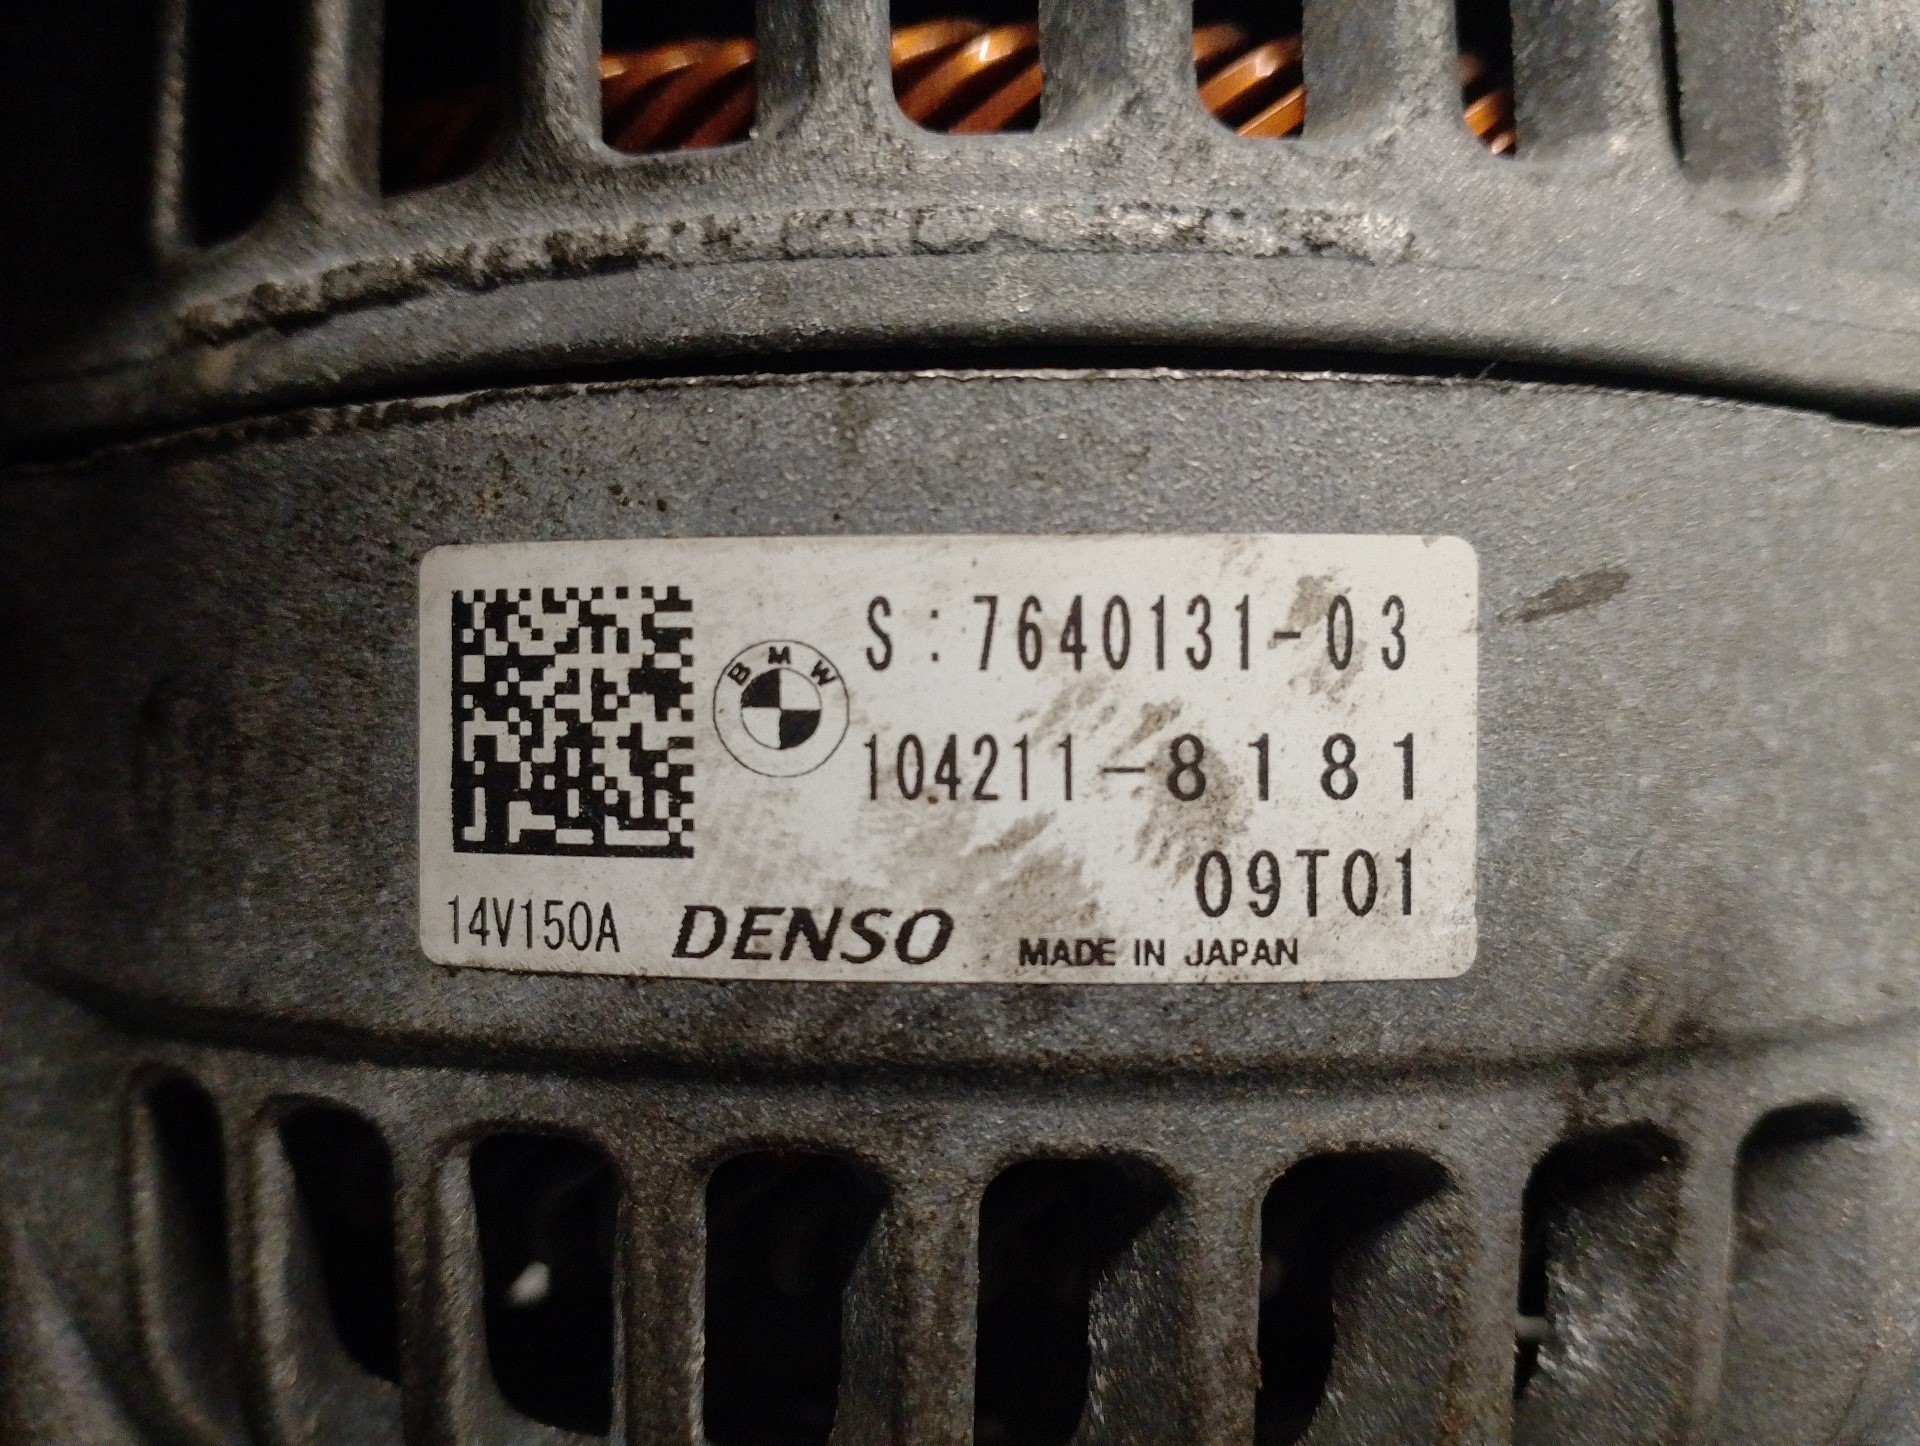 S:7640131-03
BMW
104211-8181
09T01
14V150A DENSO MADE IN JAPAN